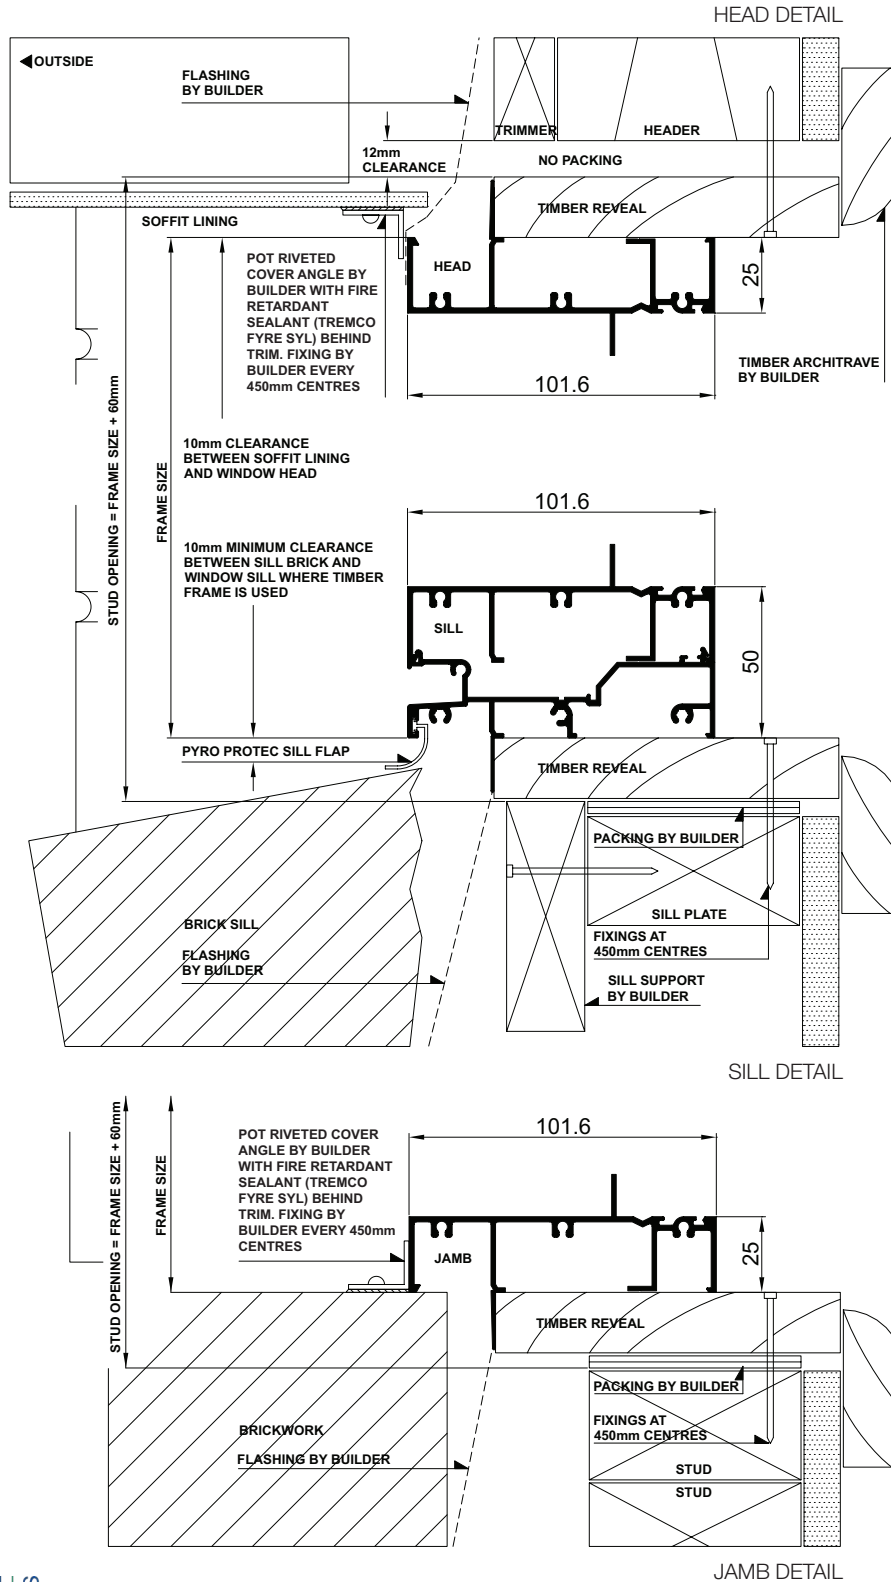 HEAD DETAIL
OUTSIDE
FLASHING
BY BUILDER
TRIMMER
HEADER
12mm
CLEARANCE
NO PACKING
TIMBER REVEAL
SOFFIT LINING
POT RIVETED
COVER ANGLE BY
BUILDER WITH FIRE
RETARDANT
SEALANT (TREMCO
FYRE SYL) BEHIND
TRIM. FIXING BY
BUILDER EVERY
450mm CENTRES
HEAD
25
TIMBER ARCHITRAVE
BY BUILDER
101.6
STUD OPENING = FRAME SIZE + 60mm
FRAME SIZE
10mm CLEARANCE
BETWEEN SOFFIT LINING
AND WINDOW HEAD
101.6
10mm MINIMUM CLEARANCE
BETWEEN SILL BRICK AND
WINDOW SILL WHERE TIMBER
FRAME IS USED
SILL
50
PYRO PROTEC SILL FLAP
TIMBER REVEAL
PACKING BY BUILDER
SILL PLATE
BRICK SILL
FIXINGS AT
450mm CENTRES
FLASHING
BY BUILDER
SILL SUPPORT
BY BUILDER
SILL DETAIL
STUD OPENING = FRAME SIZE + 60mm
FRAME SIZE
POT RIVETED COVER
ANGLE BY BUILDER
WITH FIRE RETARDANT
SEALANT (TREMCO
FYRE SYL) BEHIND
TRIM. FIXING BY
BUILDER EVERY 450mm
CENTRES
101.6
JAMB
25
TIMBER REVEAL
PACKING BY BUILDER
FIXINGS AT
450mm CENTRES
BRICKWORK
FLASHING BY BUILDER
STUD
STUD
JAMB DETAIL